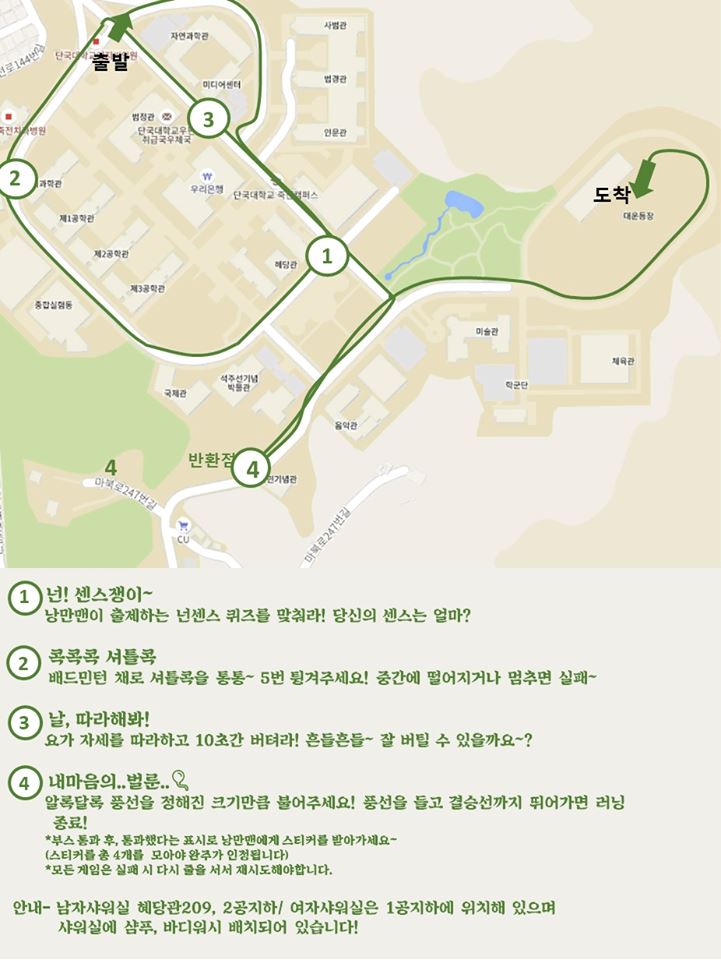 사범관
자연과학관
단국대학교
출발
전로144번길
미디어센터
법경관
3
범정관
단국대학교우편
취급국우체국
인문관
죽전치과병원
2
과학관
우리은행
단국대학교 죽전캠퍼스
도착
대운동장
제1공학관
제2공학관
1
혜당관
제3공학관
종합실험동
미술관
체육관
석주선기념
박물관
국제관
학군단
음악관
반환점
4
4
마북로247번길
CU
마북로247번길
1 넌! 센스쟁이~
낭만맨이 출제하는 넌센스 퀴즈를 맞춰라! 당신의 센스는 얼마?
2 콕콕콕 셔틀콕
배드민턴 채로 셔틀콕을 통통~ 5번 튕겨주세요! 중간에 떨어지거나 멈추면 실패~
3 날, 따라해봐!
요가 자세를 따라하고 10초간 버텨라! 흔들흔들~ 잘 버틸 수 있을까요~?
4 내마음의..벌룬..
알록달록 풍선을 정해진 크기만큼 불어주세요! 풍선을 들고 결승선까지 뛰어가면 러닝
종료!
*부스 통과 후, 통과했다는 표시로 낭만맨에게 스티커를 받아가세요~
(스티커를 총 4개를 모아야 완주가 인정됩니다)
*모든 게임은 실패 시 다시 줄을 서서 재시도해야합니다.
안내- 남자샤워실 혜당관209, 2공지하/ 여자샤워실은 1공지하에 위치해 있으며
샤워실에 샴푸, 바디워시 배치되어 있습니다!